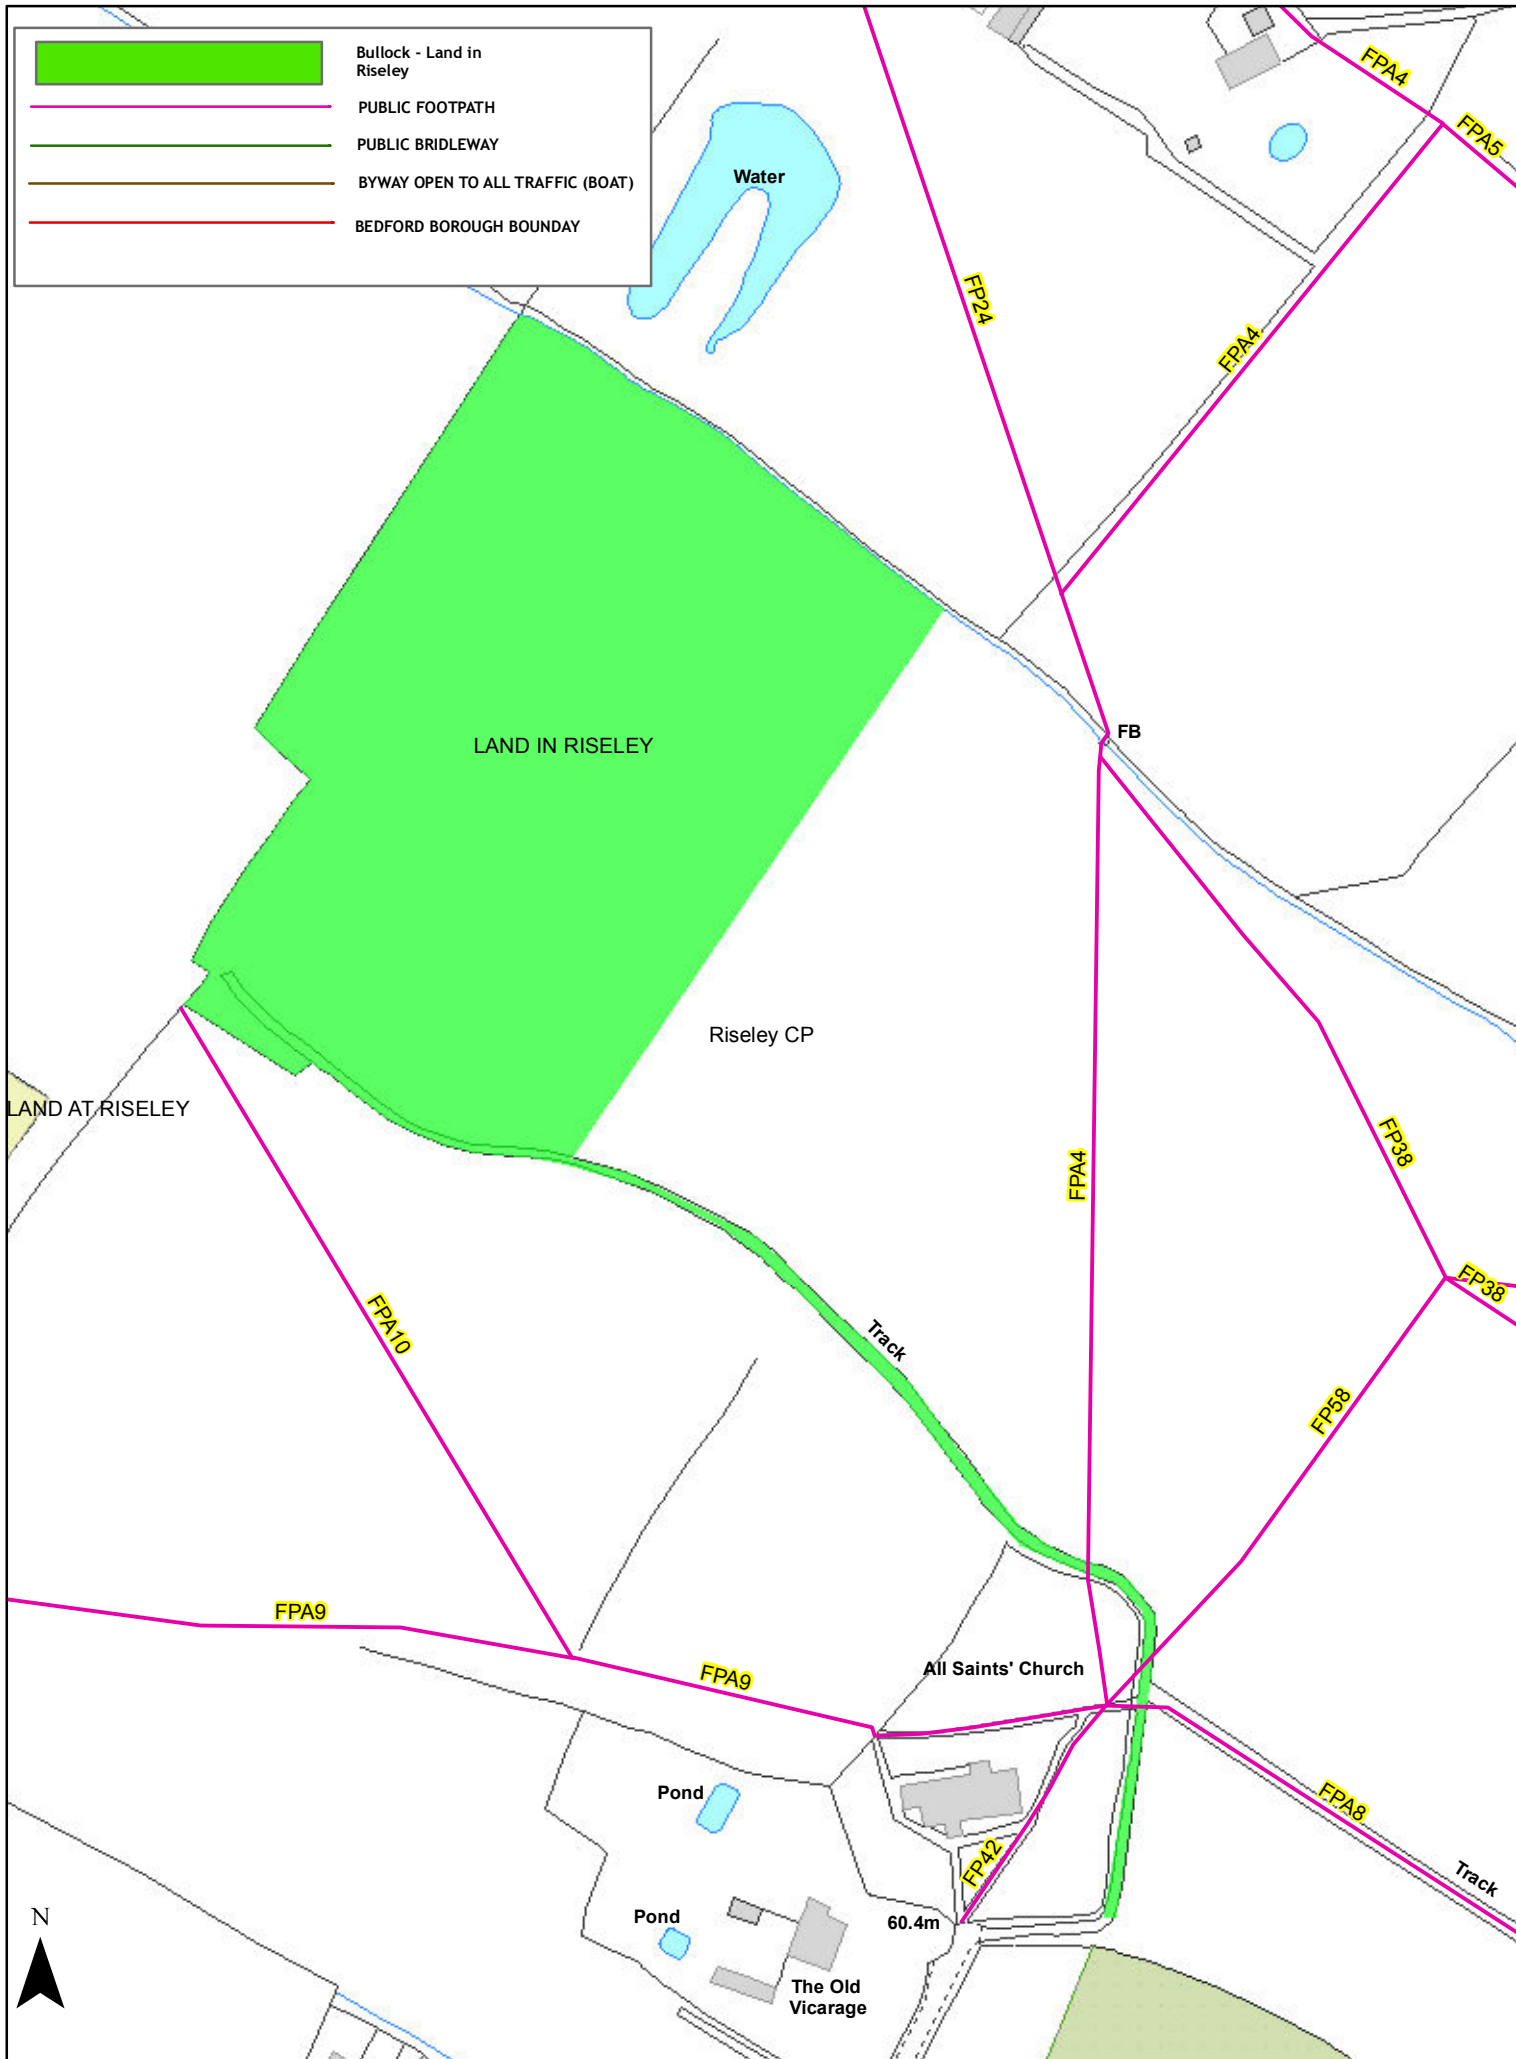 Bullock - Land in
Riseley
PUBLIC FOOTPATH
PUBLIC BRIDLEWAY
BYWAY OPEN TO ALL TRAFFIC (BOAT)
BEDFORD BOROUGH BOUNDAY
FPA4
FPA5
Water
FP24
FPA4
FB
LAND IN RISELEY
Riseley CP
LAND AT RISELEY
FP38
FPA4
FP38
FPA10
Track
FP58
FPA9
All Saints' Church
FPA9
Pond
FPA8
FP42
Track
Pond
60.4m
N
The Old
Vicarage